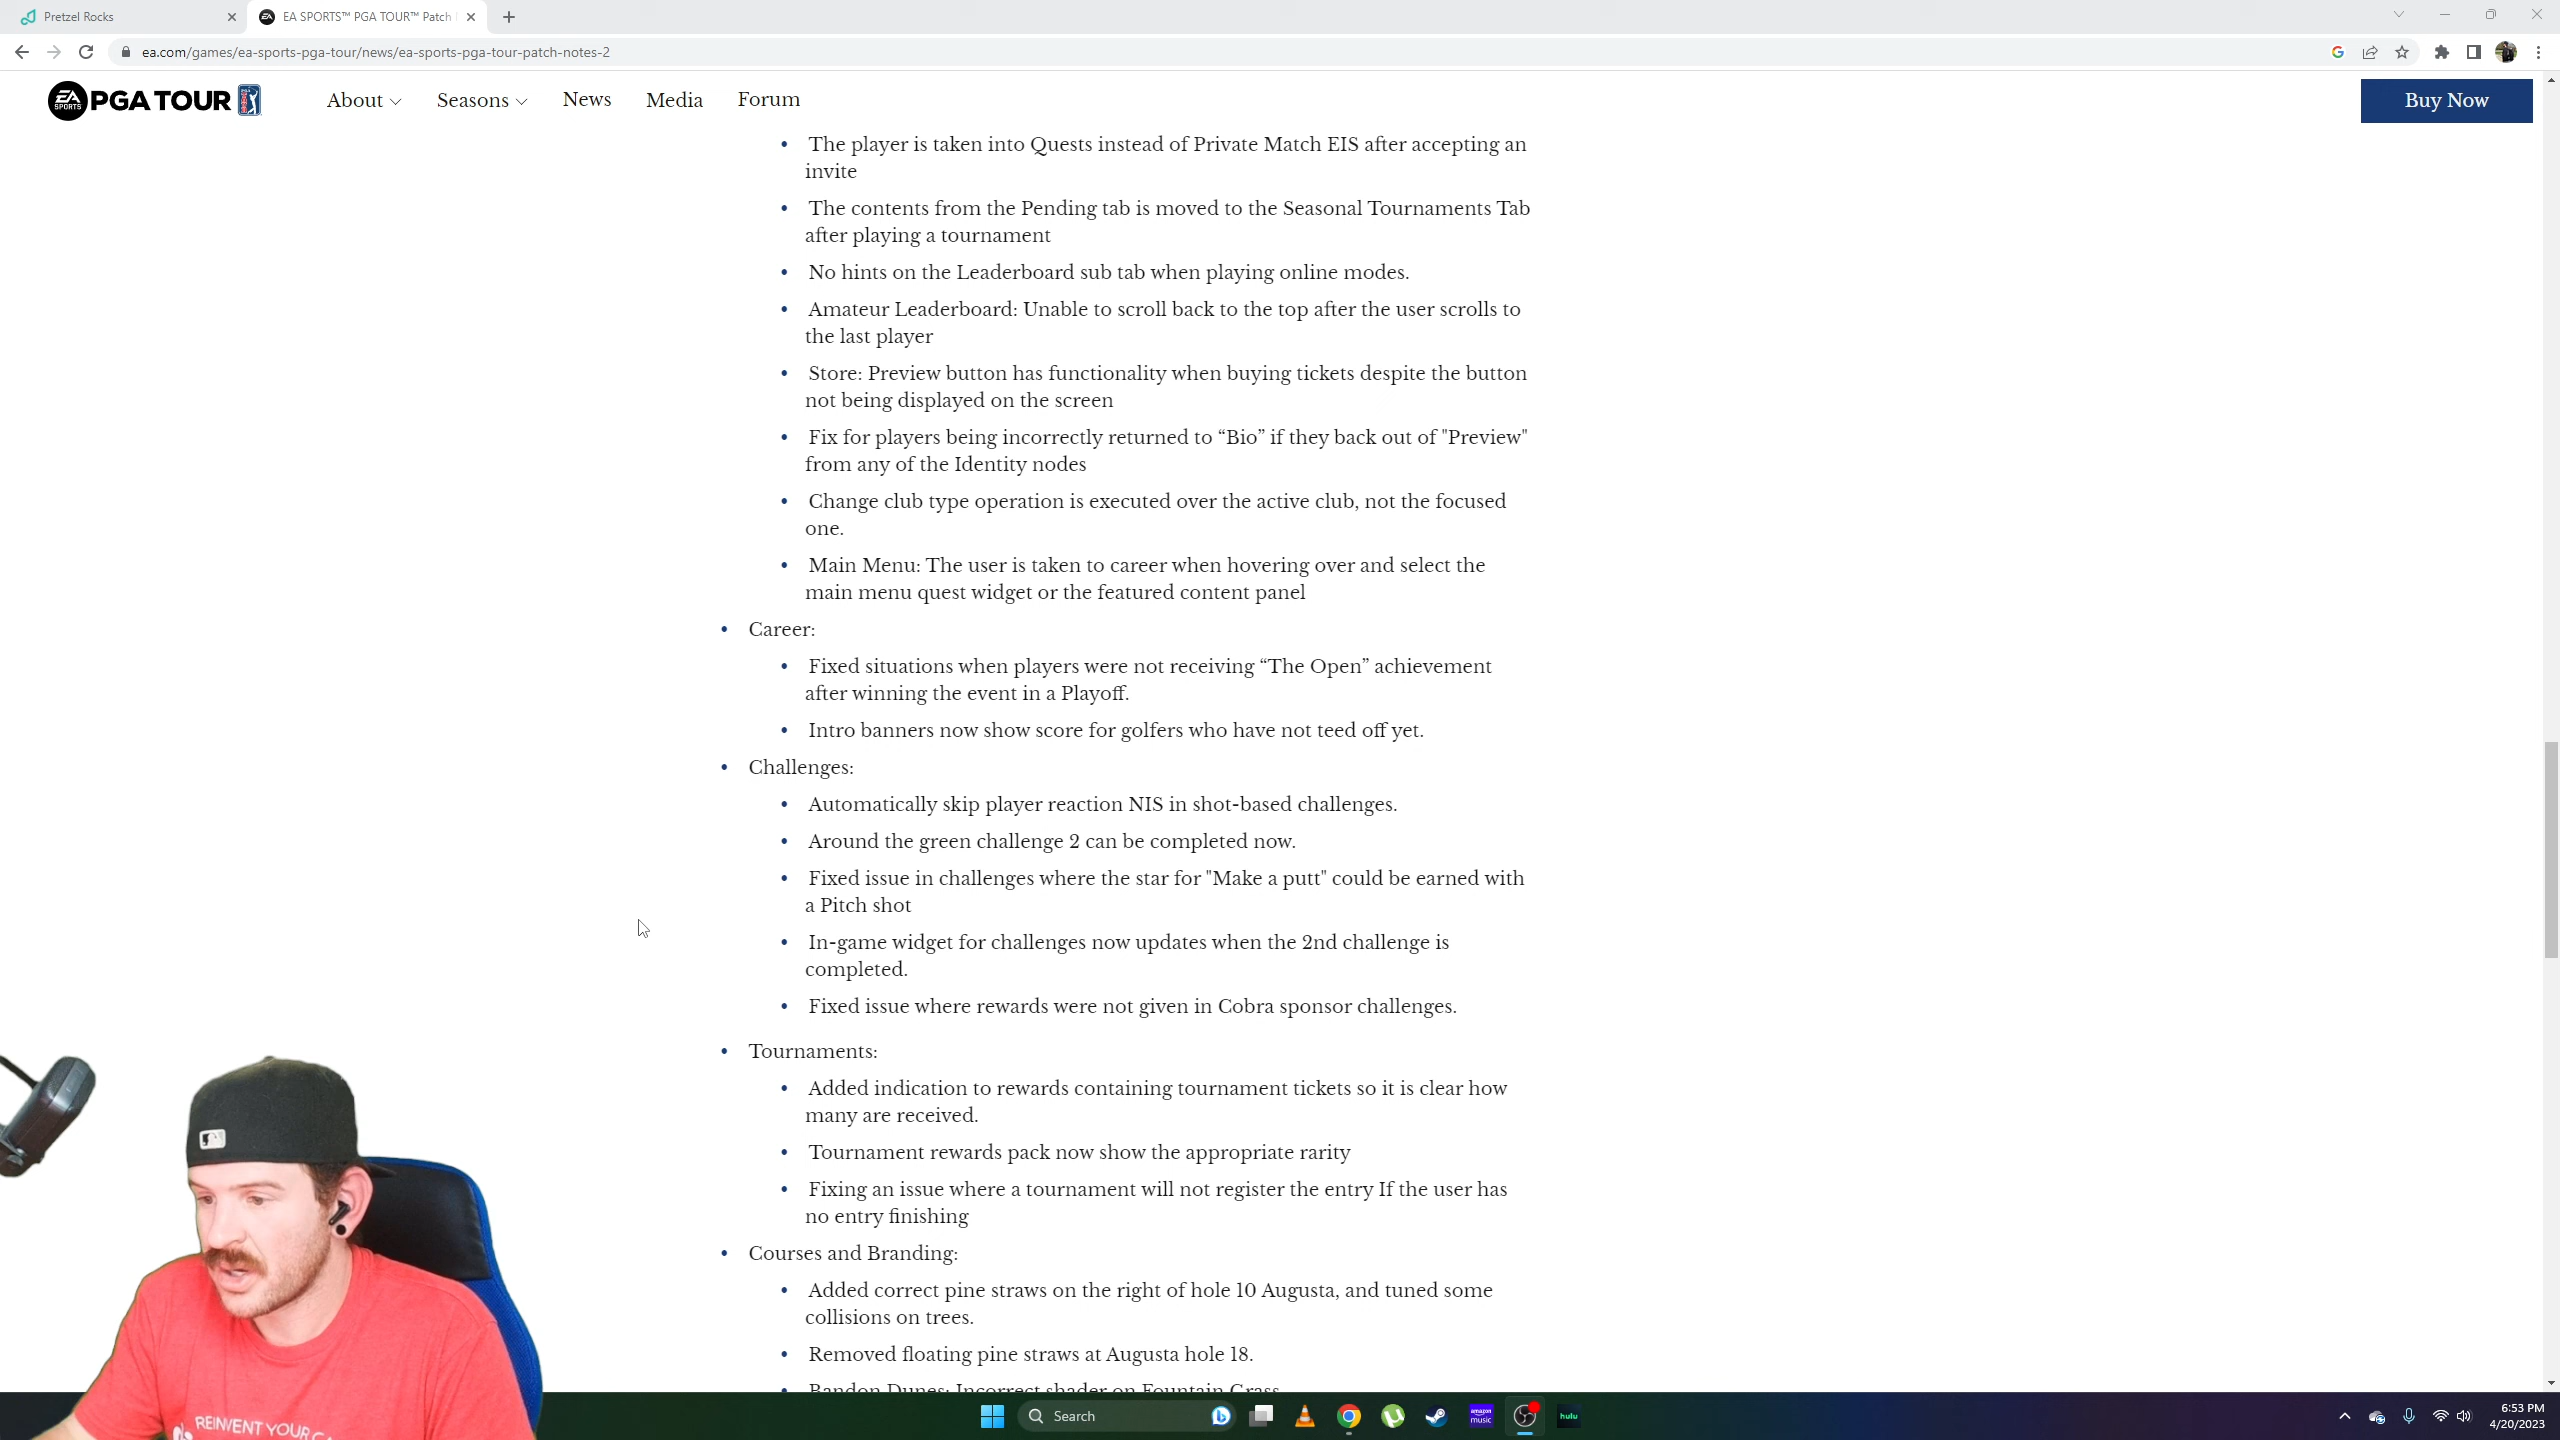 Pretzel Rocks
EA SPORTS™ PGA TOUR™ Patch
ea.com/games/ea-sports-pga-tour/news/ea-sports-pga-tour-patch-notes-2
EA SPORTS PGA TOUR
About
Seasons
News
Media
Forum
Buy Now
• The player is taken into Quests instead of Private Match EIS after accepting an
invite
• The contents from the Pending tab is moved to the Seasonal Tournaments Tab
after playing a tournament
• No hints on the Leaderboard sub tab when playing online modes.
• Amateur Leaderboard: Unable to scroll back to the top after the user scrolls to
the last player
• Store: Preview button has functionality when buying tickets despite the button
not being displayed on the screen
• Fix for players being incorrectly returned to “Bio” if they back out of "Preview"
from any of the Identity nodes
• Change club type operation is executed over the active club, not the focused
one.
• Main Menu: The user is taken to career when hovering over and select the
main menu quest widget or the featured content panel
• Career:
• Fixed situations when players were not receiving “The Open” achievement
after winning the event in a Playoff.
• Intro banners now show score for golfers who have not teed off yet.
• Challenges:
• Automatically skip player reaction NIS in shot-based challenges.
• Around the green challenge 2 can be completed now.
• Fixed issue in challenges where the star for "Make a putt" could be earned with
a Pitch shot
• In-game widget for challenges now updates when the 2nd challenge is
completed.
• Fixed issue where rewards were not given in Cobra sponsor challenges.
• Tournaments:
• Added indication to rewards containing tournament tickets so it is clear how
many are received.
• Tournament rewards pack now show the appropriate rarity
• Fixing an issue where a tournament will not register the entry If the user has
no entry finishing
• Courses and Branding:
• Added correct pine straws on the right of hole 10 Augusta, and tuned some
collisions on trees.
• Removed floating pine straws at Augusta hole 18.
• Bandon Dunes: Incorrect shader on Fountain Grass
REINVENT YOUR
Search
amazon music
hulu
6:53 PM
4/20/2023